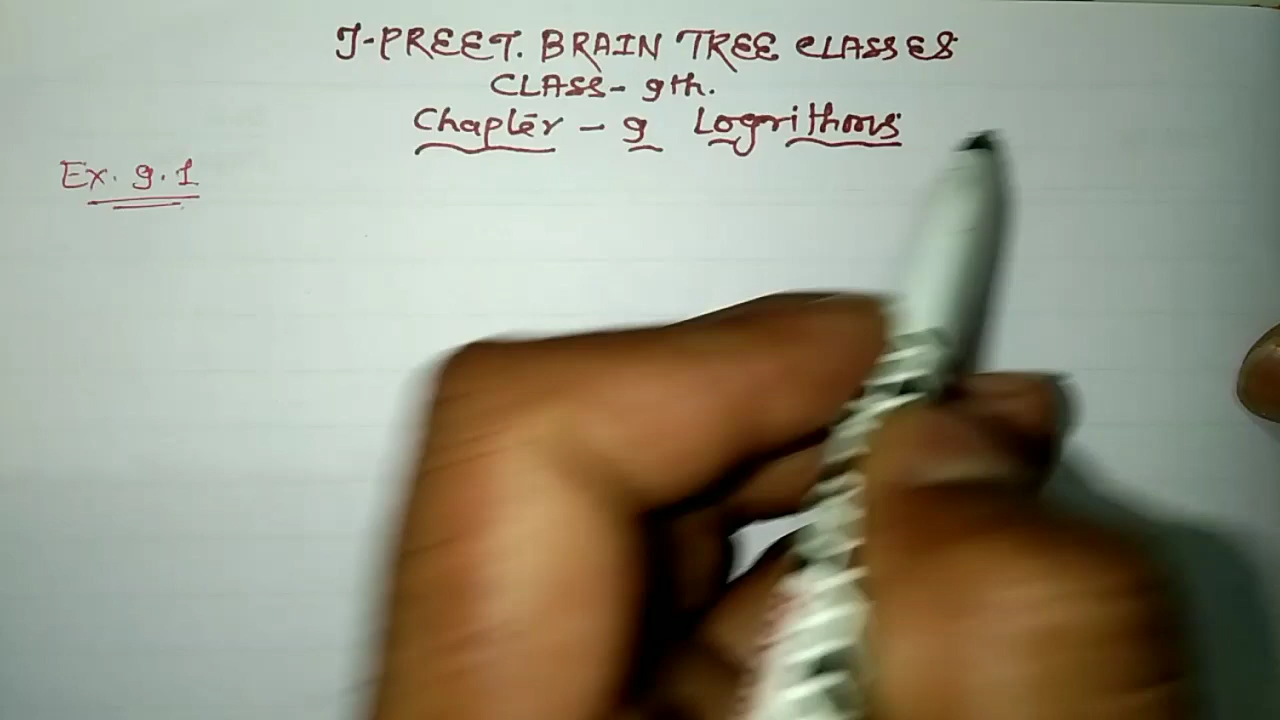 J-PREET. BRAIN TREE CLASSES
CLASS- 9th.
Chapter - 9 Logrithms
Ex. 9.1